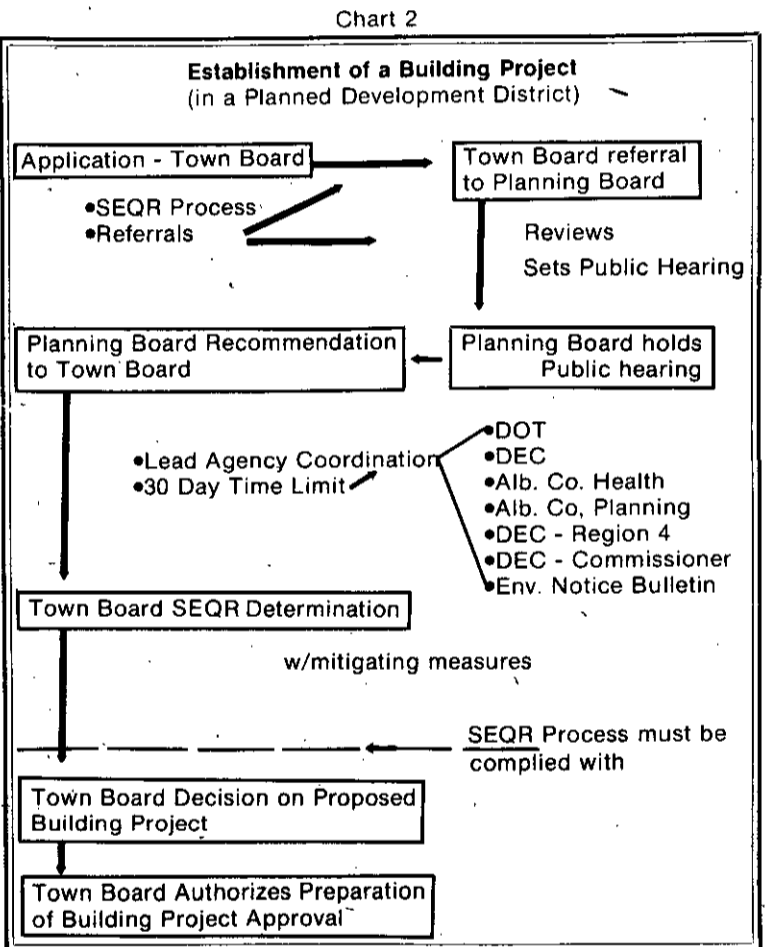 Chart 2
Establishment of a Building Project
(in a Planned Development District)
Application - Town Board
Town Board referral
to Planning Board
•SEQR Process
•Referrals
Reviews
Sets Public Hearing
Planning Board Recommendation
to Town Board
Planning Board holds
Public hearing
•Lead Agency Coordination
•30 Day Time Limit
•DOT
•DEC
•Alb. Co. Health
•Alb. Co, Planning
•DEC - Region 4
•DEC - Commissioner
•Env. Notice Bulletin
Town Board SEQR Determination
w/mitigating measures
SEQR Process must be
complied with
Town Board Decision on Proposed
Building Project
Town Board Authorizes Preparation
of Building Project Approval